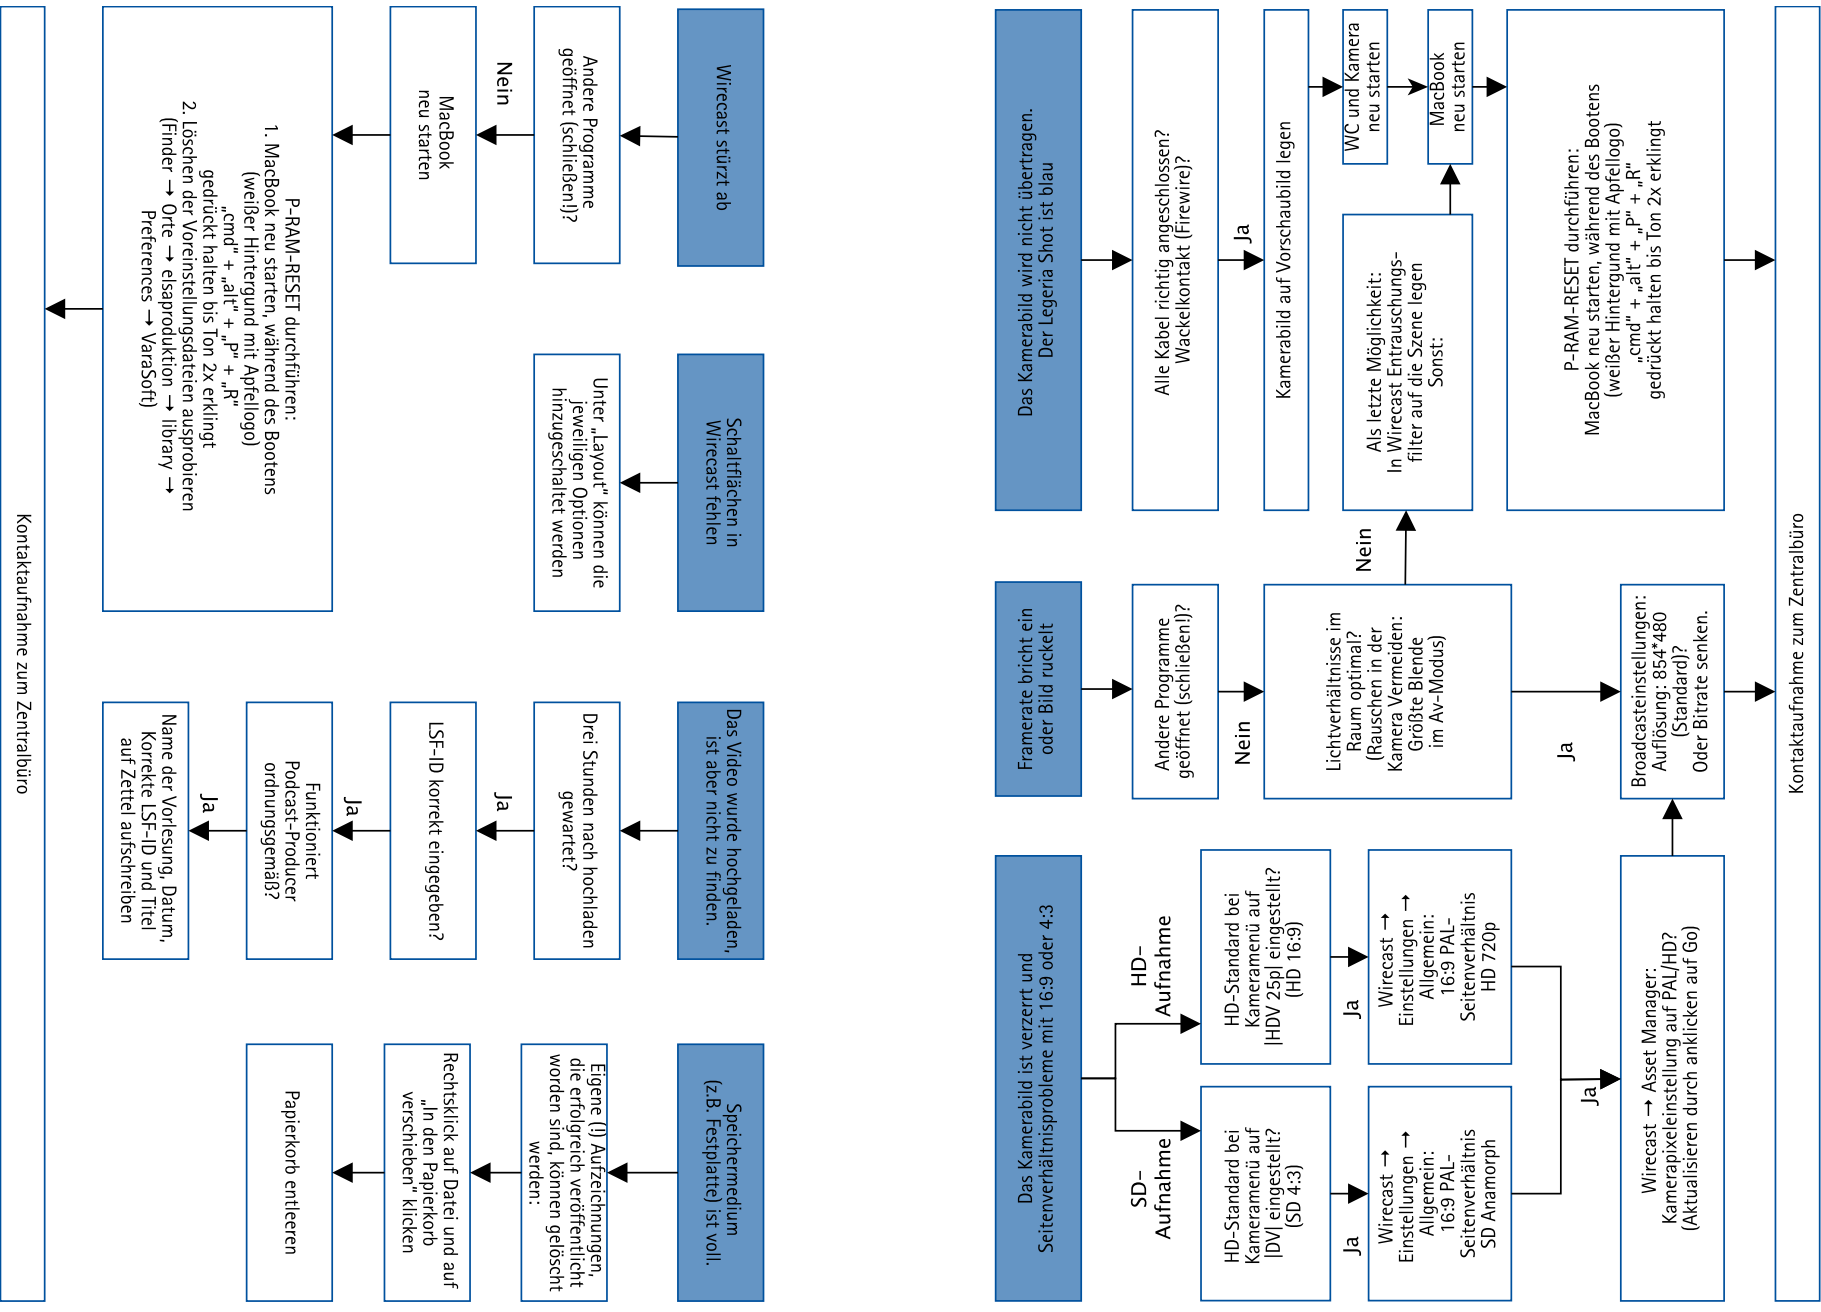 Wirecast stürzt ab
Andere Programme
geöffnet (schließen!)?
Nein
MacBook
neu starten
P-RAM-RESET durchführen:
1. MacBook neu starten, während des Bootens
(weißer Hintergrund mit Apfellogo)
„cmd“ + „alt“ + „P“ + „R“
gedrückt halten bis Ton 2x erklingt
2. Löschen der Voreinstellungsdateien ausprobieren
(Finder → Orte → elsaproduktion → library →
Preferences → VaraSoft)
Schaltflächen in
Wirecast fehlen
Unter „Layout“ können die
jeweiligen Optionen
hinzugeschaltet werden
Das Video wurde hochgeladen,
ist aber nicht zu finden.
Drei Stunden nach hochladen
gewartet?
Ja
LSF-ID korrekt eingegeben?
Ja
Funktioniert
Podcast-Producer
ordnungsgemäß?
Ja
Name der Vorlesung, Datum,
Korrekte LSF-ID und Titel
auf Zettel aufschreiben
Speichermedium
(z.B. Festplatte) ist voll.
Eigene (!) Aufzeichnungen,
die erfolgreich veröffentlicht
worden sind, können gelöscht
werden:
Rechtsklick auf Datei und auf
„In den Papierkorb
verschieben“ klicken
Papierkorb entleeren
Kontaktaufnahme zum Zentralbüro
Das Kamerabild wird nicht übertragen.
Der Legeria Shot ist blau
Alle Kabel richtig angeschlossen?
Wackelkontakt (Firewire)?
Ja
Kamerabild auf Vorschaubild legen
WC und Kamera
neu starten
MacBook
neu starten
P-RAM-RESET durchführen:
MacBook neu starten, während des Bootens
(weißer Hintergund mit Apfellogo)
„cmd“ + „alt“ + „P“ + „R“
gedrückt halten bis Ton 2x erklingt
Als letzte Möglichkeit:
In Wirecast Entrauschungs-
filter auf die Szene legen
Sonst:
Nein
Framerate bricht ein
oder Bild ruckelt
Andere Programme
geöffnet (schließen!)?
Nein
Lichtverhältnisse im
Raum optimal?
(Rauschen in der
Kamera Vermeiden:
Größte Blende
im Av-Modus)
Ja
Broadcasteinstellungen:
Auflösung: 854*480
(Standard)?
Oder Bitrate senken.
Das Kamerabild ist verzerrt und
Seitenverhältnisprobleme mit 16:9 oder 4:3
HD-
Aufnahme
HD-Standard bei
Kameramenü auf
|HDV 25p| eingestellt?
(HD 16:9)
Ja
Wirecast →
Einstellungen →
Allgemein:
16:9 PAL-
Seitenverhältnis
HD 720p
SD-
Aufnahme
HD-Standard bei
Kameramenü auf
|DV| eingestellt?
(SD 4:3)
Ja
Wirecast →
Einstellungen →
Allgemein:
16:9 PAL-
Seitenverhältnis
SD Anamorph
Ja
Wirecast → Asset Manager:
Kamerapixeleinstellung auf PAL/HD?
(Aktualisieren durch anklicken auf Go)
Kontaktaufnahme zum Zentralbüro